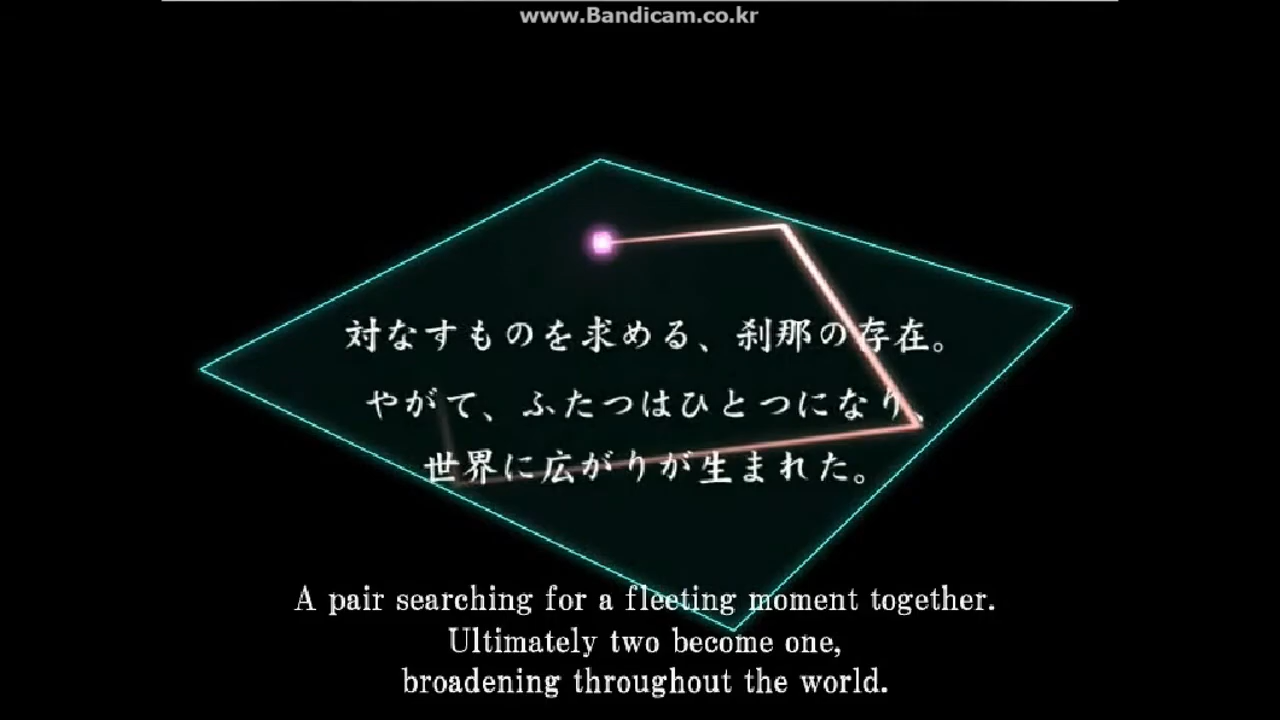 www.Bandicam.co.kr
対なすものを求める、刹那の存在。
やがて、ふたつはひとつになり、
世界に広がりが生まれた。
A pair searching for a fleeting moment together.
Ultimately two become one,
broadening throughout the world.